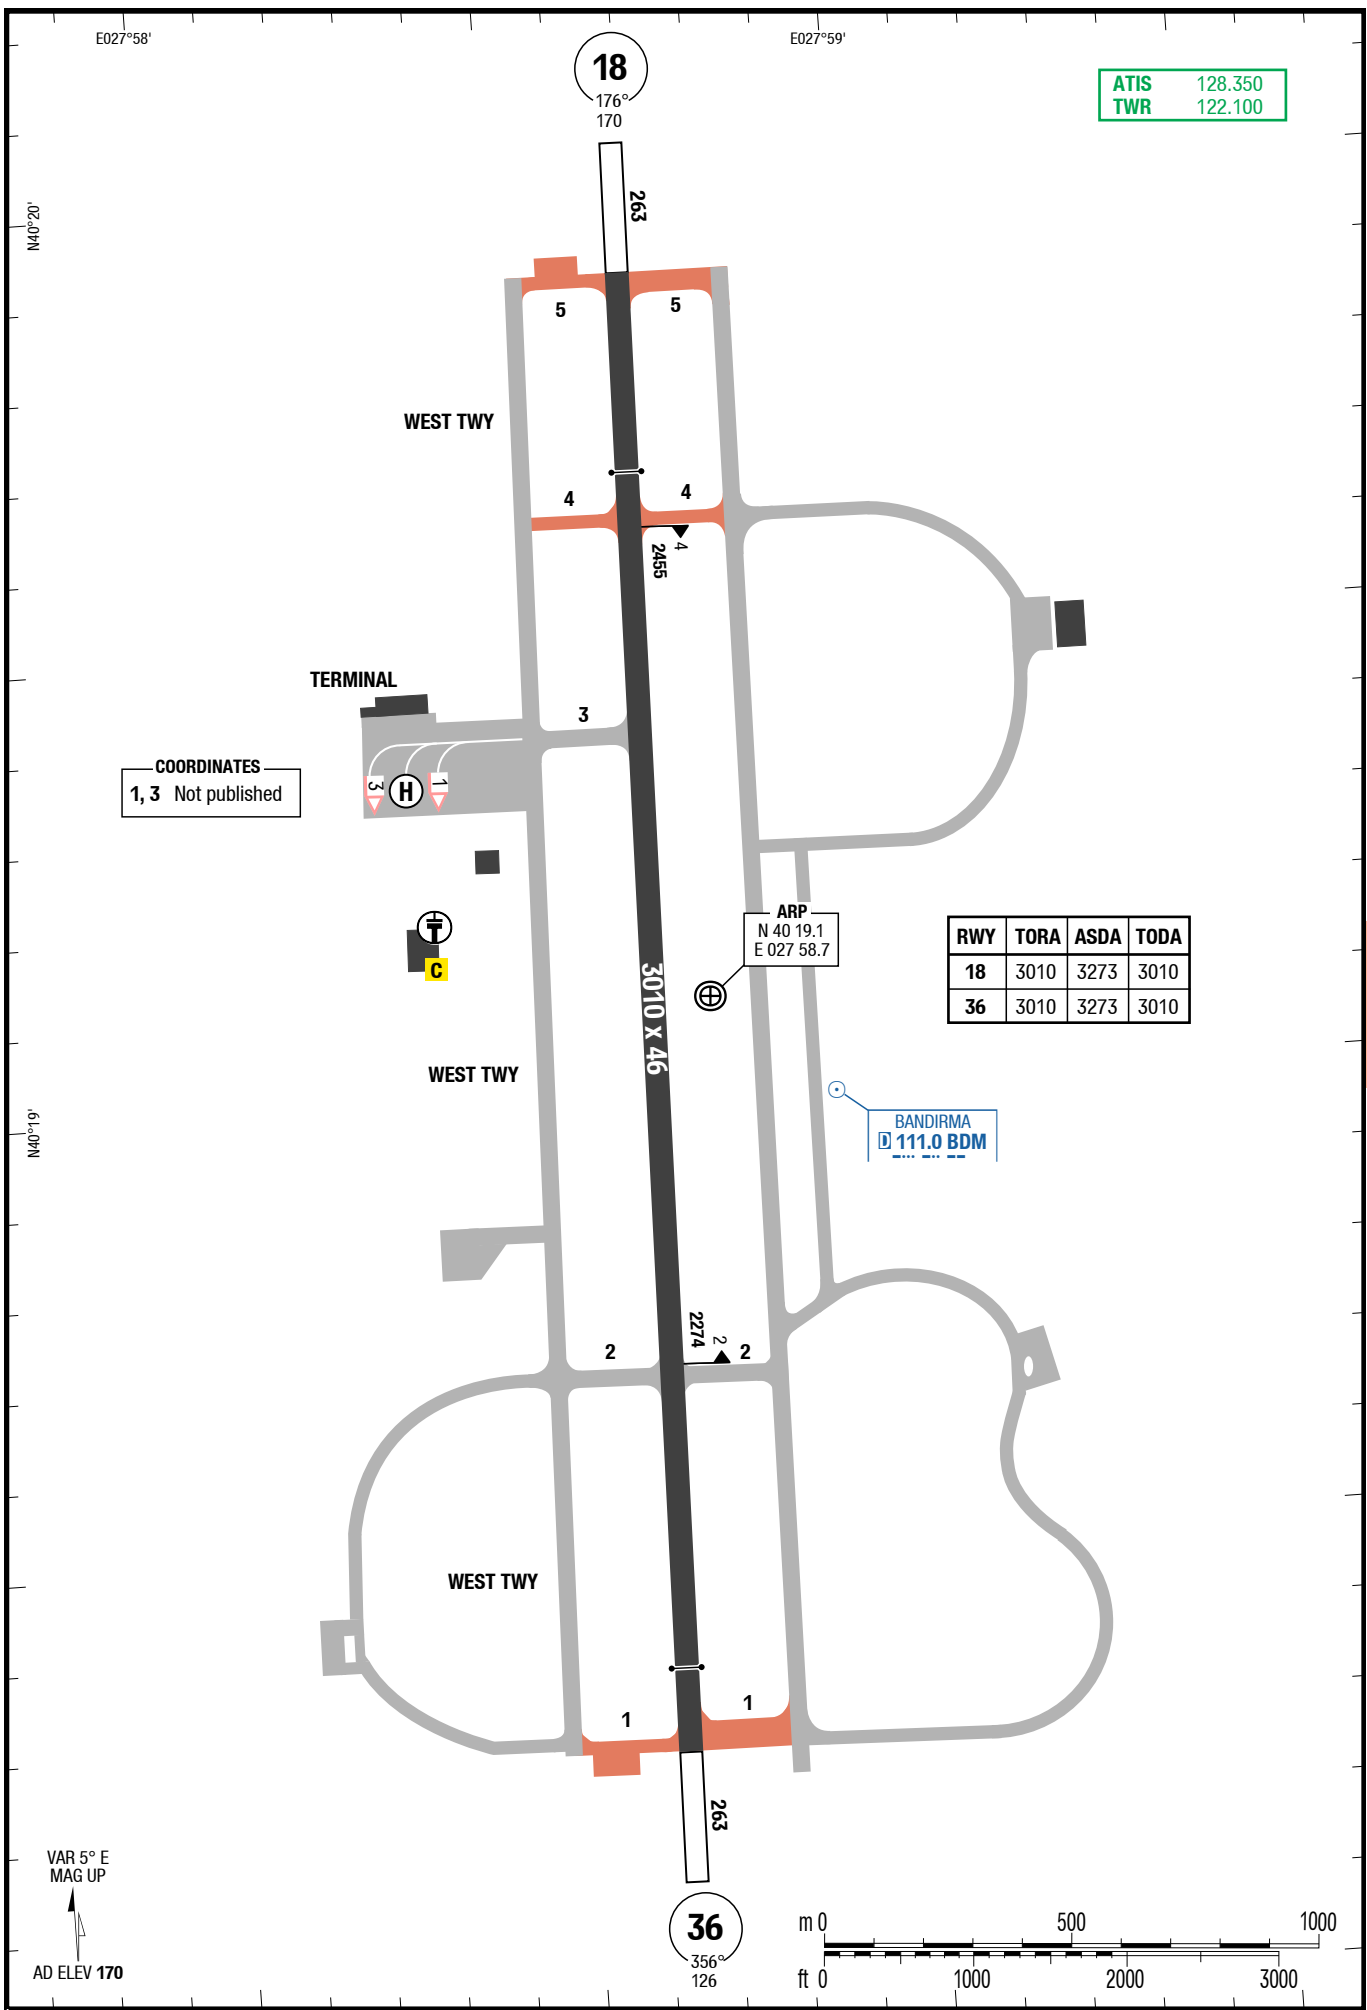 E027°58'
E027°59'
18
176°
170
ATIS 128.350
TWR 122.100
263
N40°20'
5
5
WEST TWY
4
4
4
2455
TERMINAL
3
COORDINATES
1, 3 Not published
3
H
1
ARP
N 40 19.1
E 027 58.7
RWY TORA ASDA TODA
18 3010 3273 3010
36 3010 3273 3010
T
C
3010 x 46
WEST TWY
BANDIRMA
D 111.0 BDM
N40°19'
2274
2
2
2
WEST TWY
1
1
263
VAR 5° E
MAG UP
AD ELEV 170
36
356°
126
m 0 500 1000
ft 0 1000 2000 3000